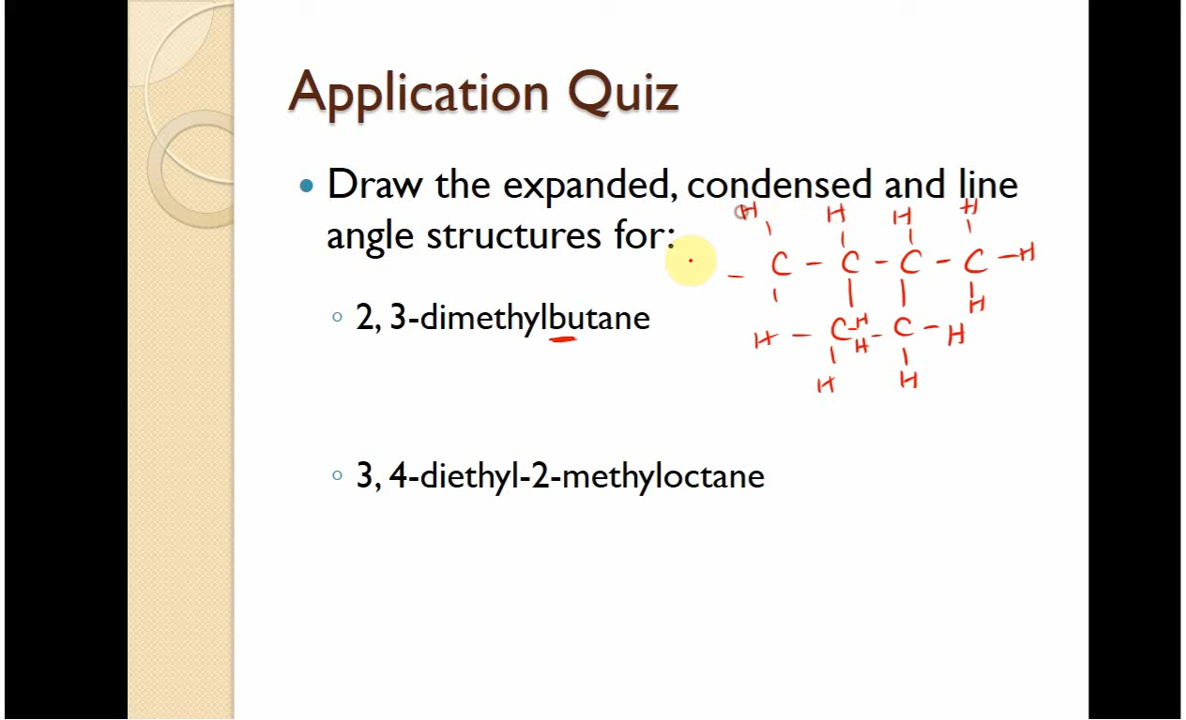 Application Quiz
• Draw the expanded, condensed and line
angle structures for:
◦ 2, 3-dimethylbutane
H H H H
– C – C – C – C – H
H
H – C – H – C – H
H
H H
◦ 3, 4-diethyl-2-methyloctane